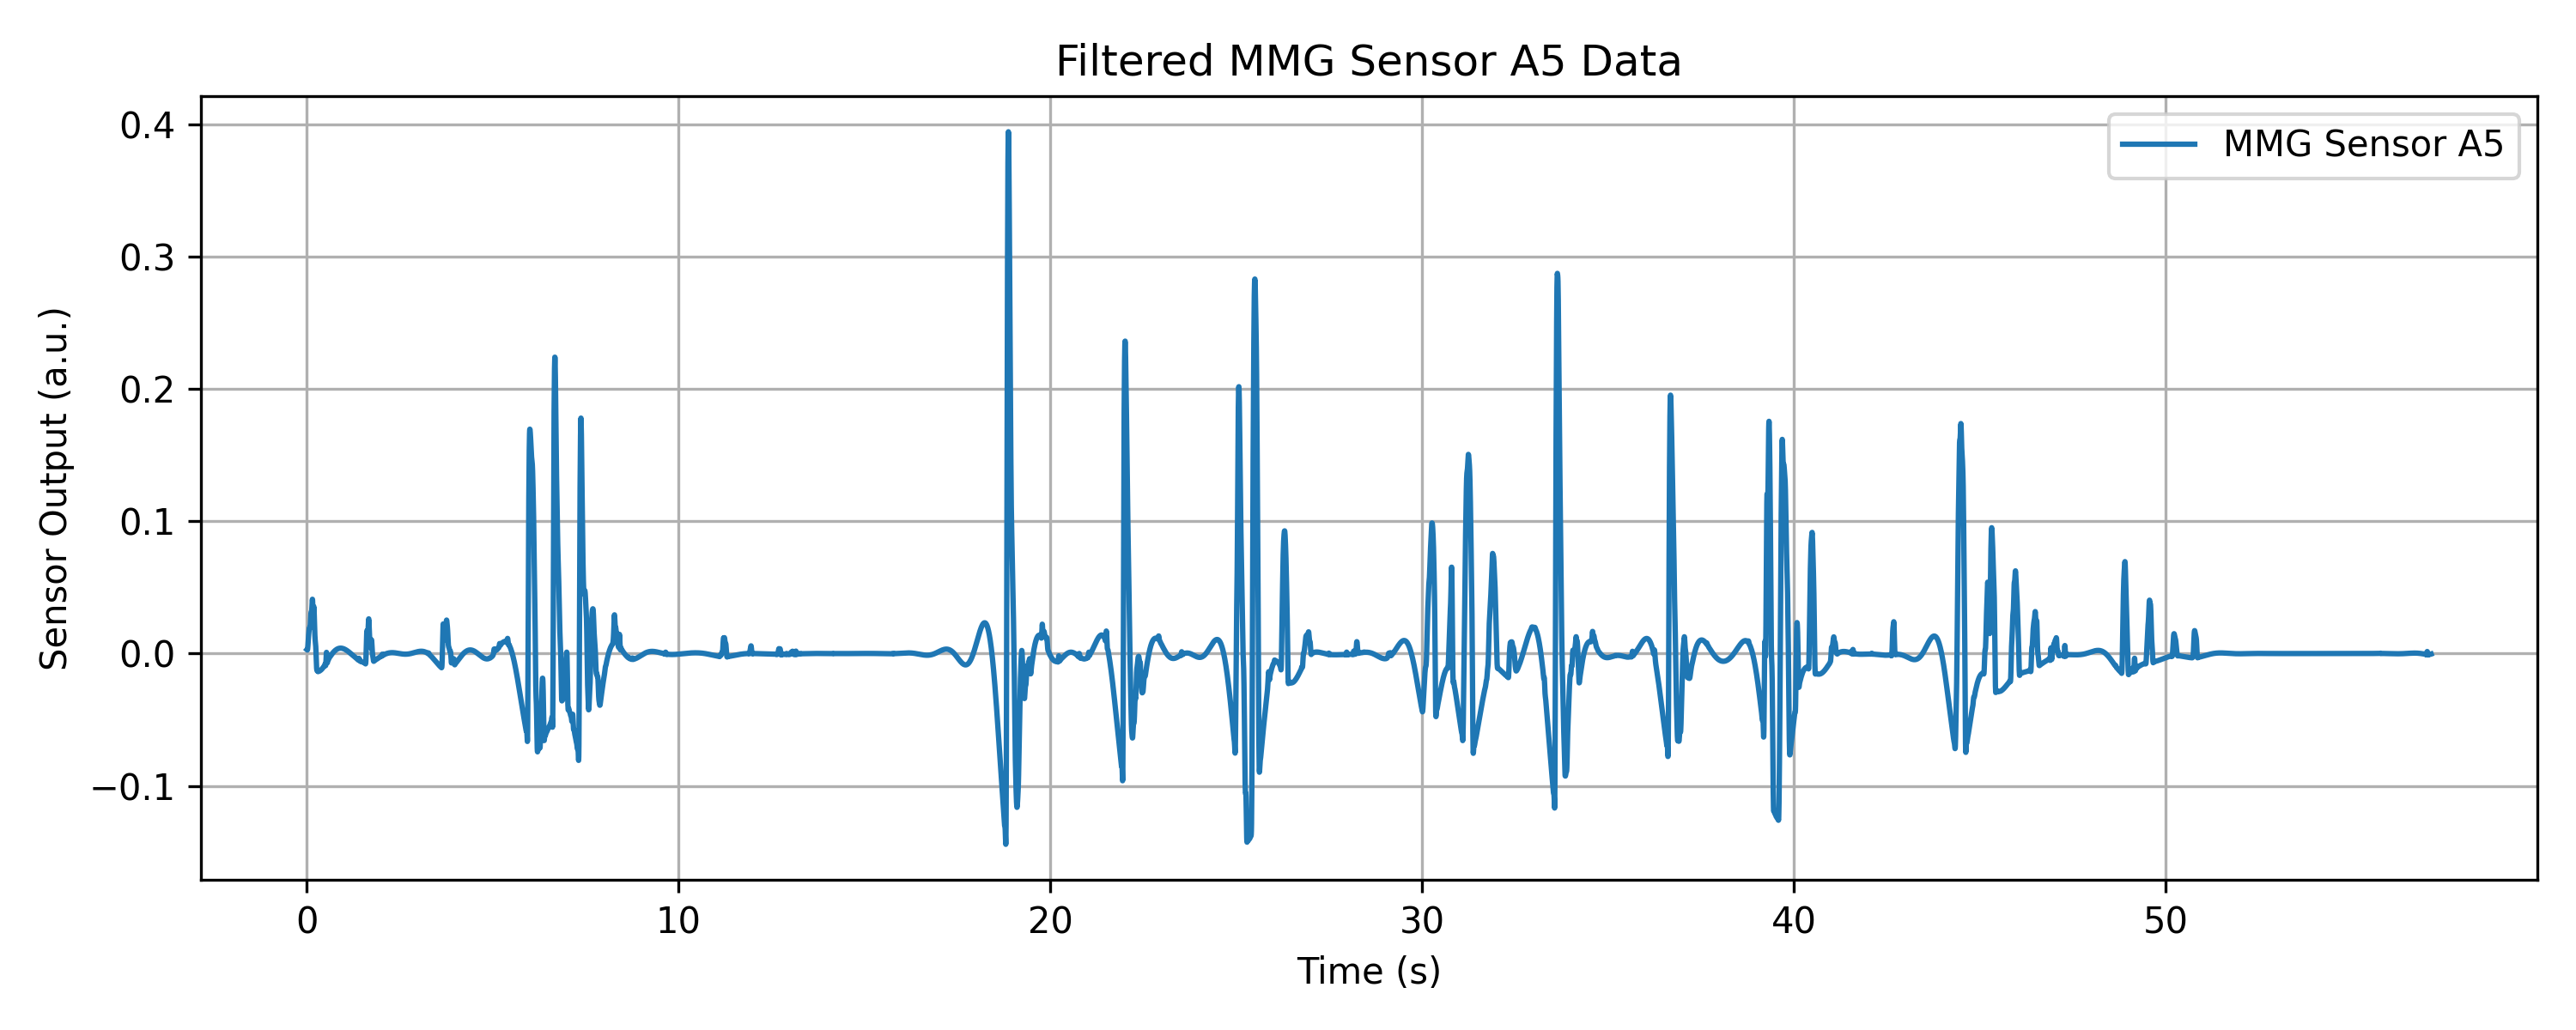 Filtered MMG Sensor A5 Data
MMG Sensor A5
Sensor Output (a.u.)
0.4
0.3
0.2
0.1
0.0
−0.1
0 10 20 30 40 50
Time (s)